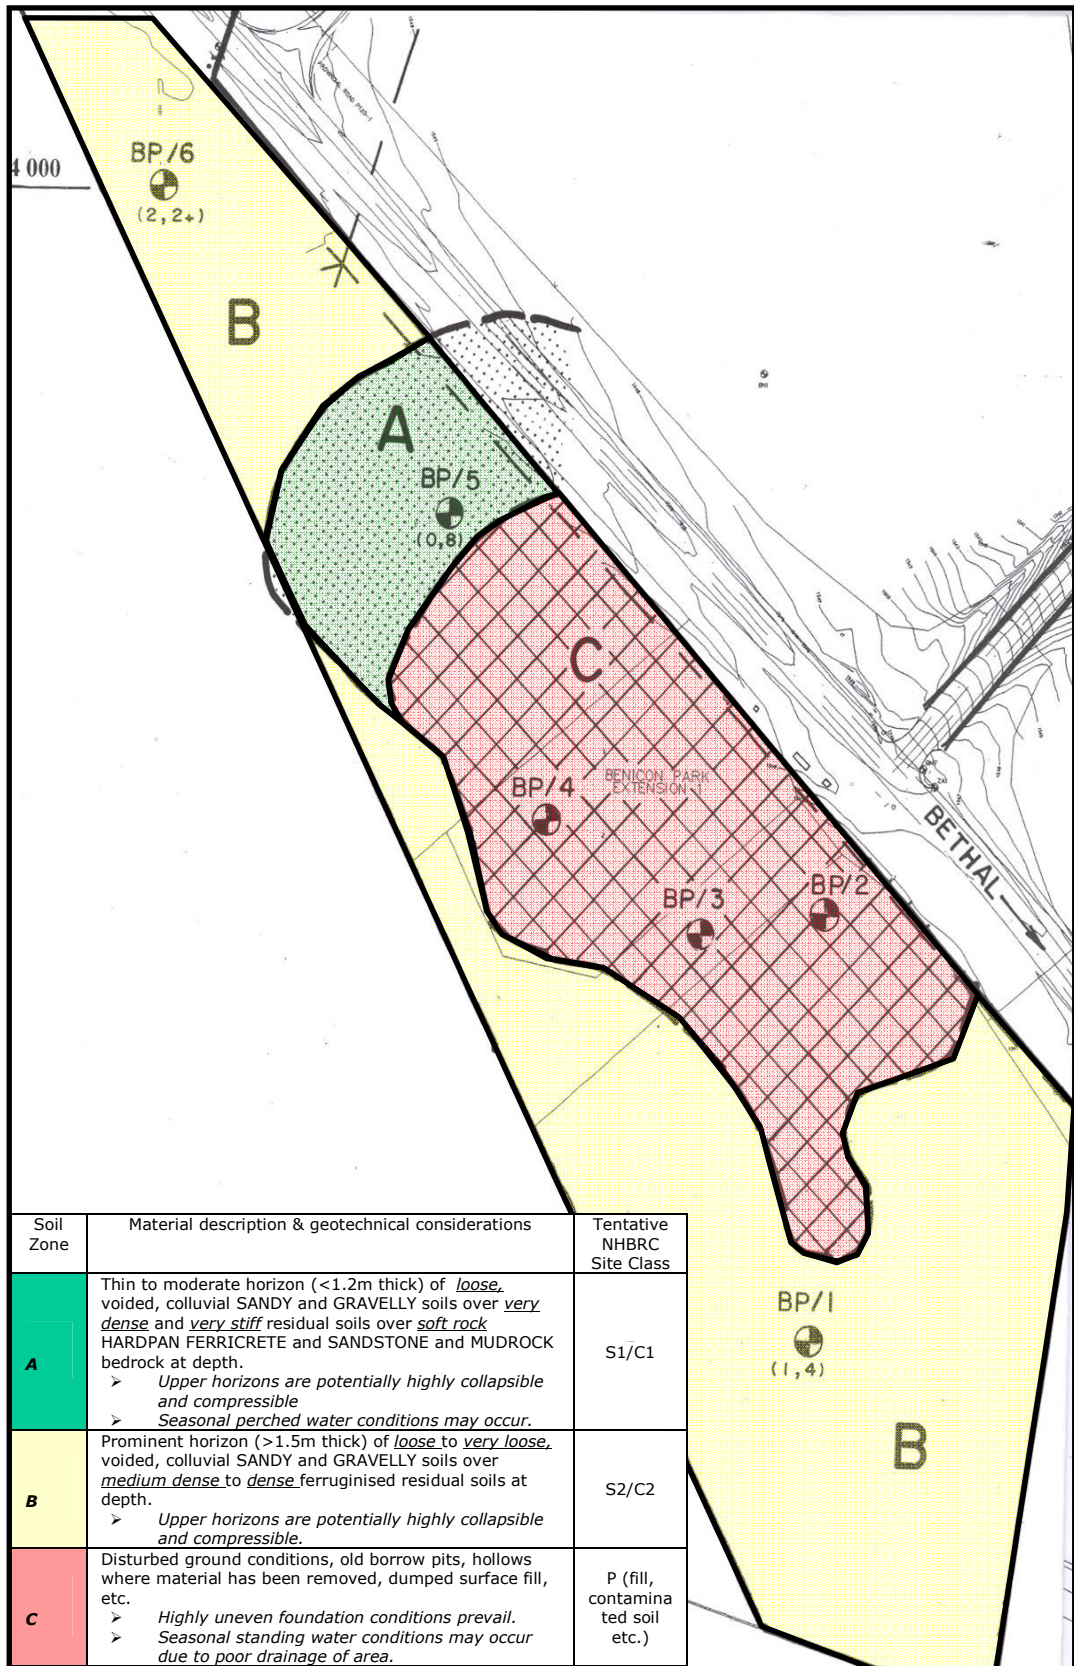 PROVINCIAL ROAD P120-1
BP/6
4 000
(2,2+)
B
A
BP/5
(0,8)
C
BENICON PARK
EXTENSION 1
BP/4
BP/3
BP/2
BETHAL
BP/1
(1,4)
B
Soil Zone
Material description & geotechnical considerations
Tentative NHBRC Site Class
A
Thin to moderate horizon (<1.2m thick) of loose,
voided, colluvial SANDY and GRAVELLY soils over very
dense and very stiff residual soils over soft rock
HARDPAN FERRICRETE and SANDSTONE and MUDROCK
bedrock at depth.
➢ Upper horizons are potentially highly collapsible
and compressible
➢ Seasonal perched water conditions may occur.
S1/C1
B
Prominent horizon (>1.5m thick) of loose to very loose,
voided, colluvial SANDY and GRAVELLY soils over
medium dense to dense ferruginised residual soils at
depth.
➢ Upper horizons are potentially highly collapsible
and compressible.
S2/C2
C
Disturbed ground conditions, old borrow pits, hollows
where material has been removed, dumped surface fill,
etc.
➢ Highly uneven foundation conditions prevail.
➢ Seasonal standing water conditions may occur
due to poor drainage of area.
P (fill,
contamina
ted soil
etc.)